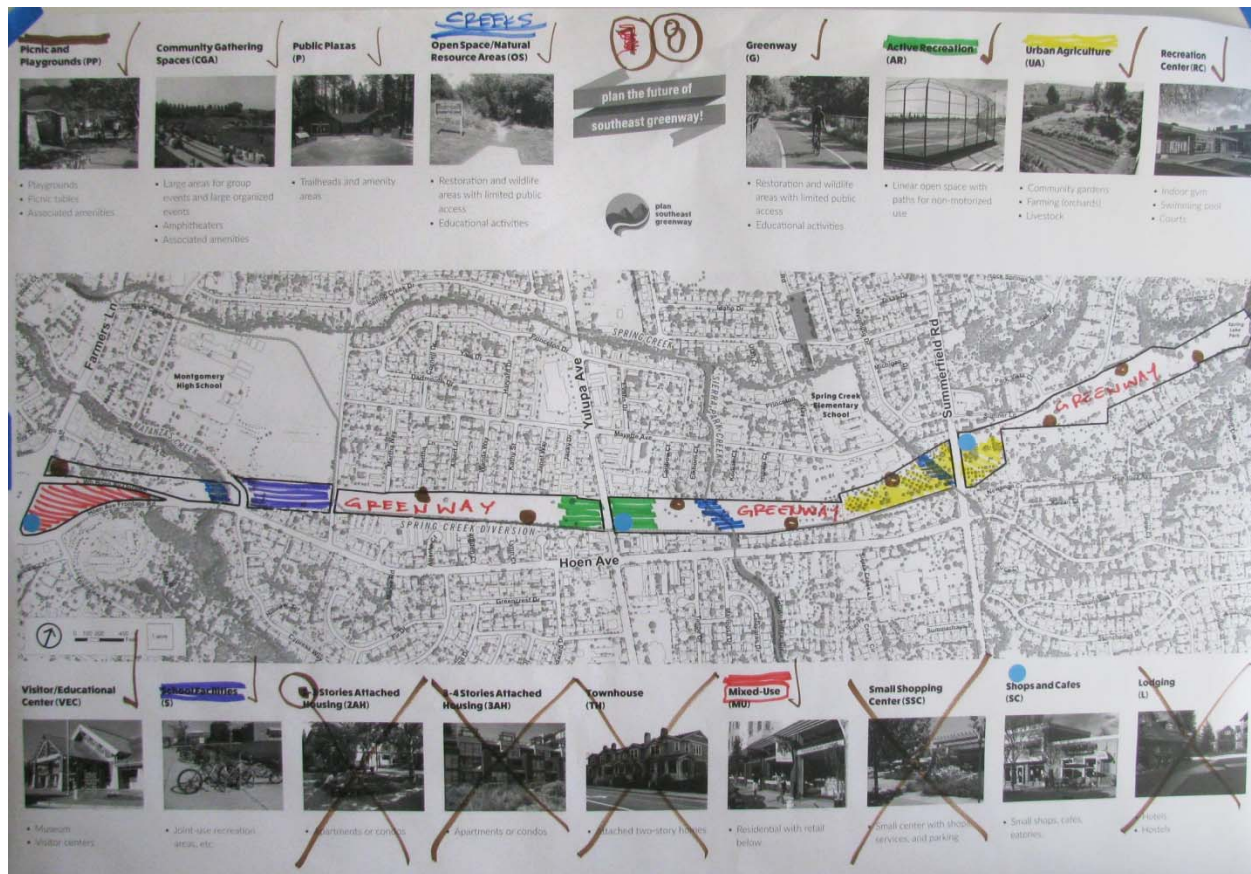 CREEKS
8
Picnic and
Playgrounds (PP)
Community Gathering
Spaces (CGA)
Public Plazas
(P)
Open Space/Natural
Resource Areas (OS)
plan the future of
southeast greenway!
Greenway
(G)
Active Recreation
(AR)
Urban Agriculture
(UA)
Recreation
Center (RC)
• Playgrounds
• Picnic tables
• Associated amenities
• Large areas for group
events and large organized
events
• Amphitheaters
• Associated amenities
• Trailheads and amenity
areas
• Restoration and wildlife
areas with limited public
access
• Educational activities
plan
southeast
greenway
• Restoration and wildlife
areas with limited public
access
• Educational activities
• Linear open space with
paths for non-motorized
use
• Community gardens
• Farming (orchards)
• Livestock
• Indoor gym
• Swimming pool
• Courts
Farmers Ln
Montgomery
High School
SPRING CREEK
Yulupa Ave
Mayette Ave
Spring Creek
Elementary
School
Summerfield Rd
Spring
Lake
Park
GREENWAY
GREENWAY
GREENWAY
SPRING CREEK DIVERSION
Hoen Ave
Visitor/Educational
Center (VEC)
School Facilities
(S)
Stories Attached
Housing (2AH)
3-4 Stories Attached
Housing (3AH)
Townhouse
(TH)
Mixed-Use
(MU)
Small Shopping
Center (SSC)
Shops and Cafes
(SC)
Lodging
(L)
• Museum
• Visitor centers
• Joint-use recreation
areas, etc
• Apartments or condos
• Apartments or condos
• Attached two-story homes
• Residential with retail
below
• Small center with shops,
services, and parking
• Small shops, cafes,
eateries,
• Hotels
• Hostels